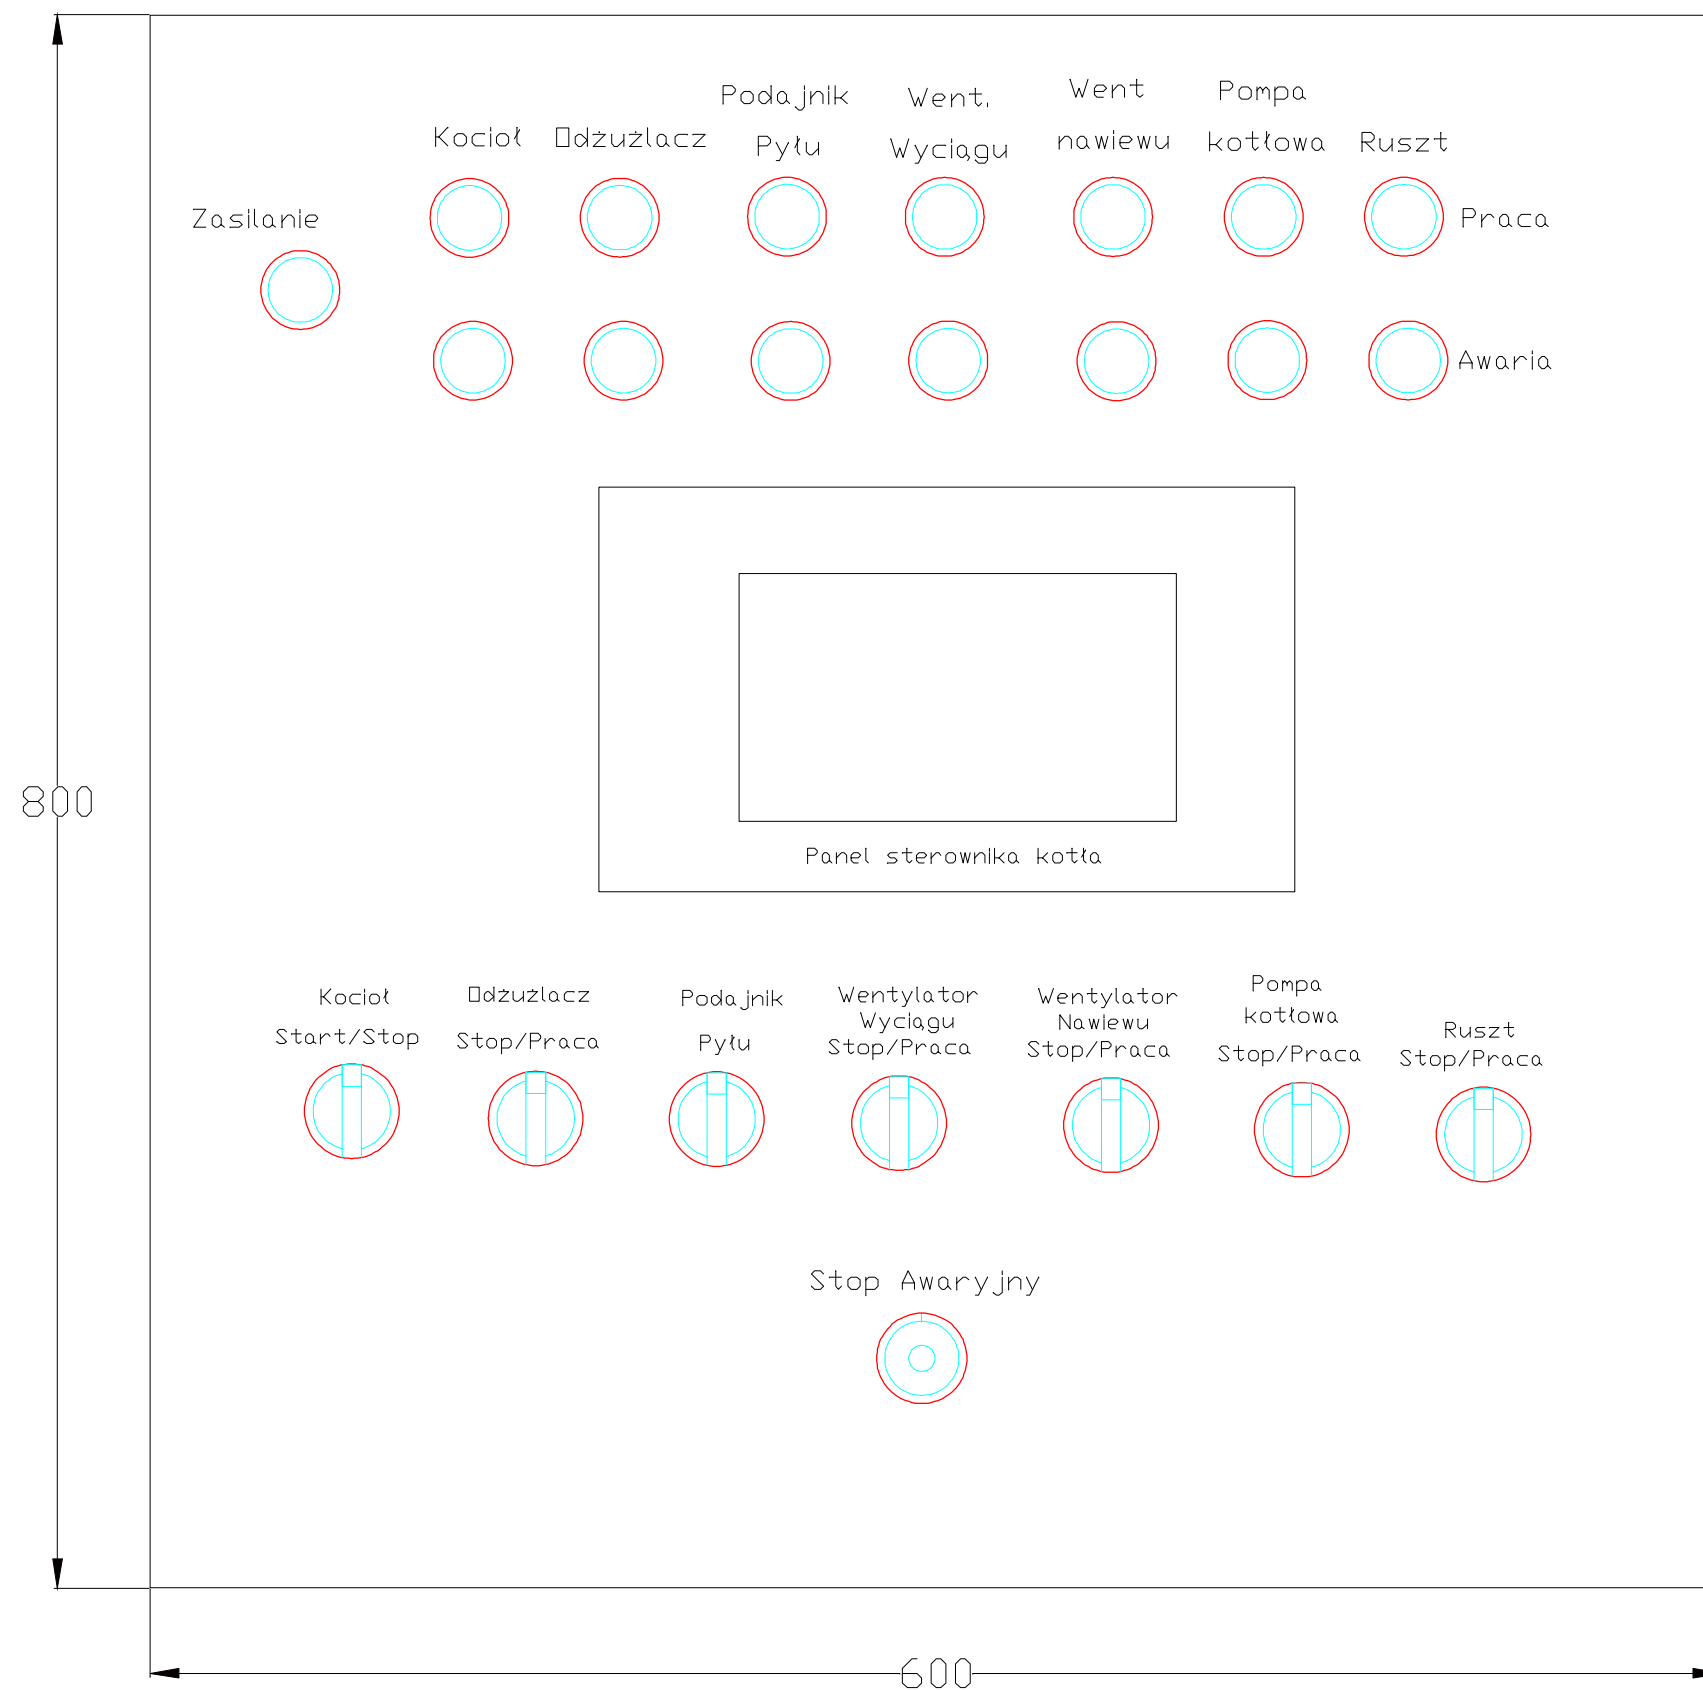 Podajnik
Went.
Went
Pompa
Kocioł
Odżużlacz
Pyłu
Wyciągu
nawiewu
kotłowa
Ruszt
Zasilanie
Praca
Awaria
800
Panel sterownika kotła
Kocioł
Start/Stop
Odżużlacz
Stop/Praca
Podajnik
Pyłu
Wentylator
Wyciągu
Stop/Praca
Wentylator
Nawiewu
Stop/Praca
Pompa
kotłowa
Stop/Praca
Ruszt
Stop/Praca
Stop Awaryjny
600